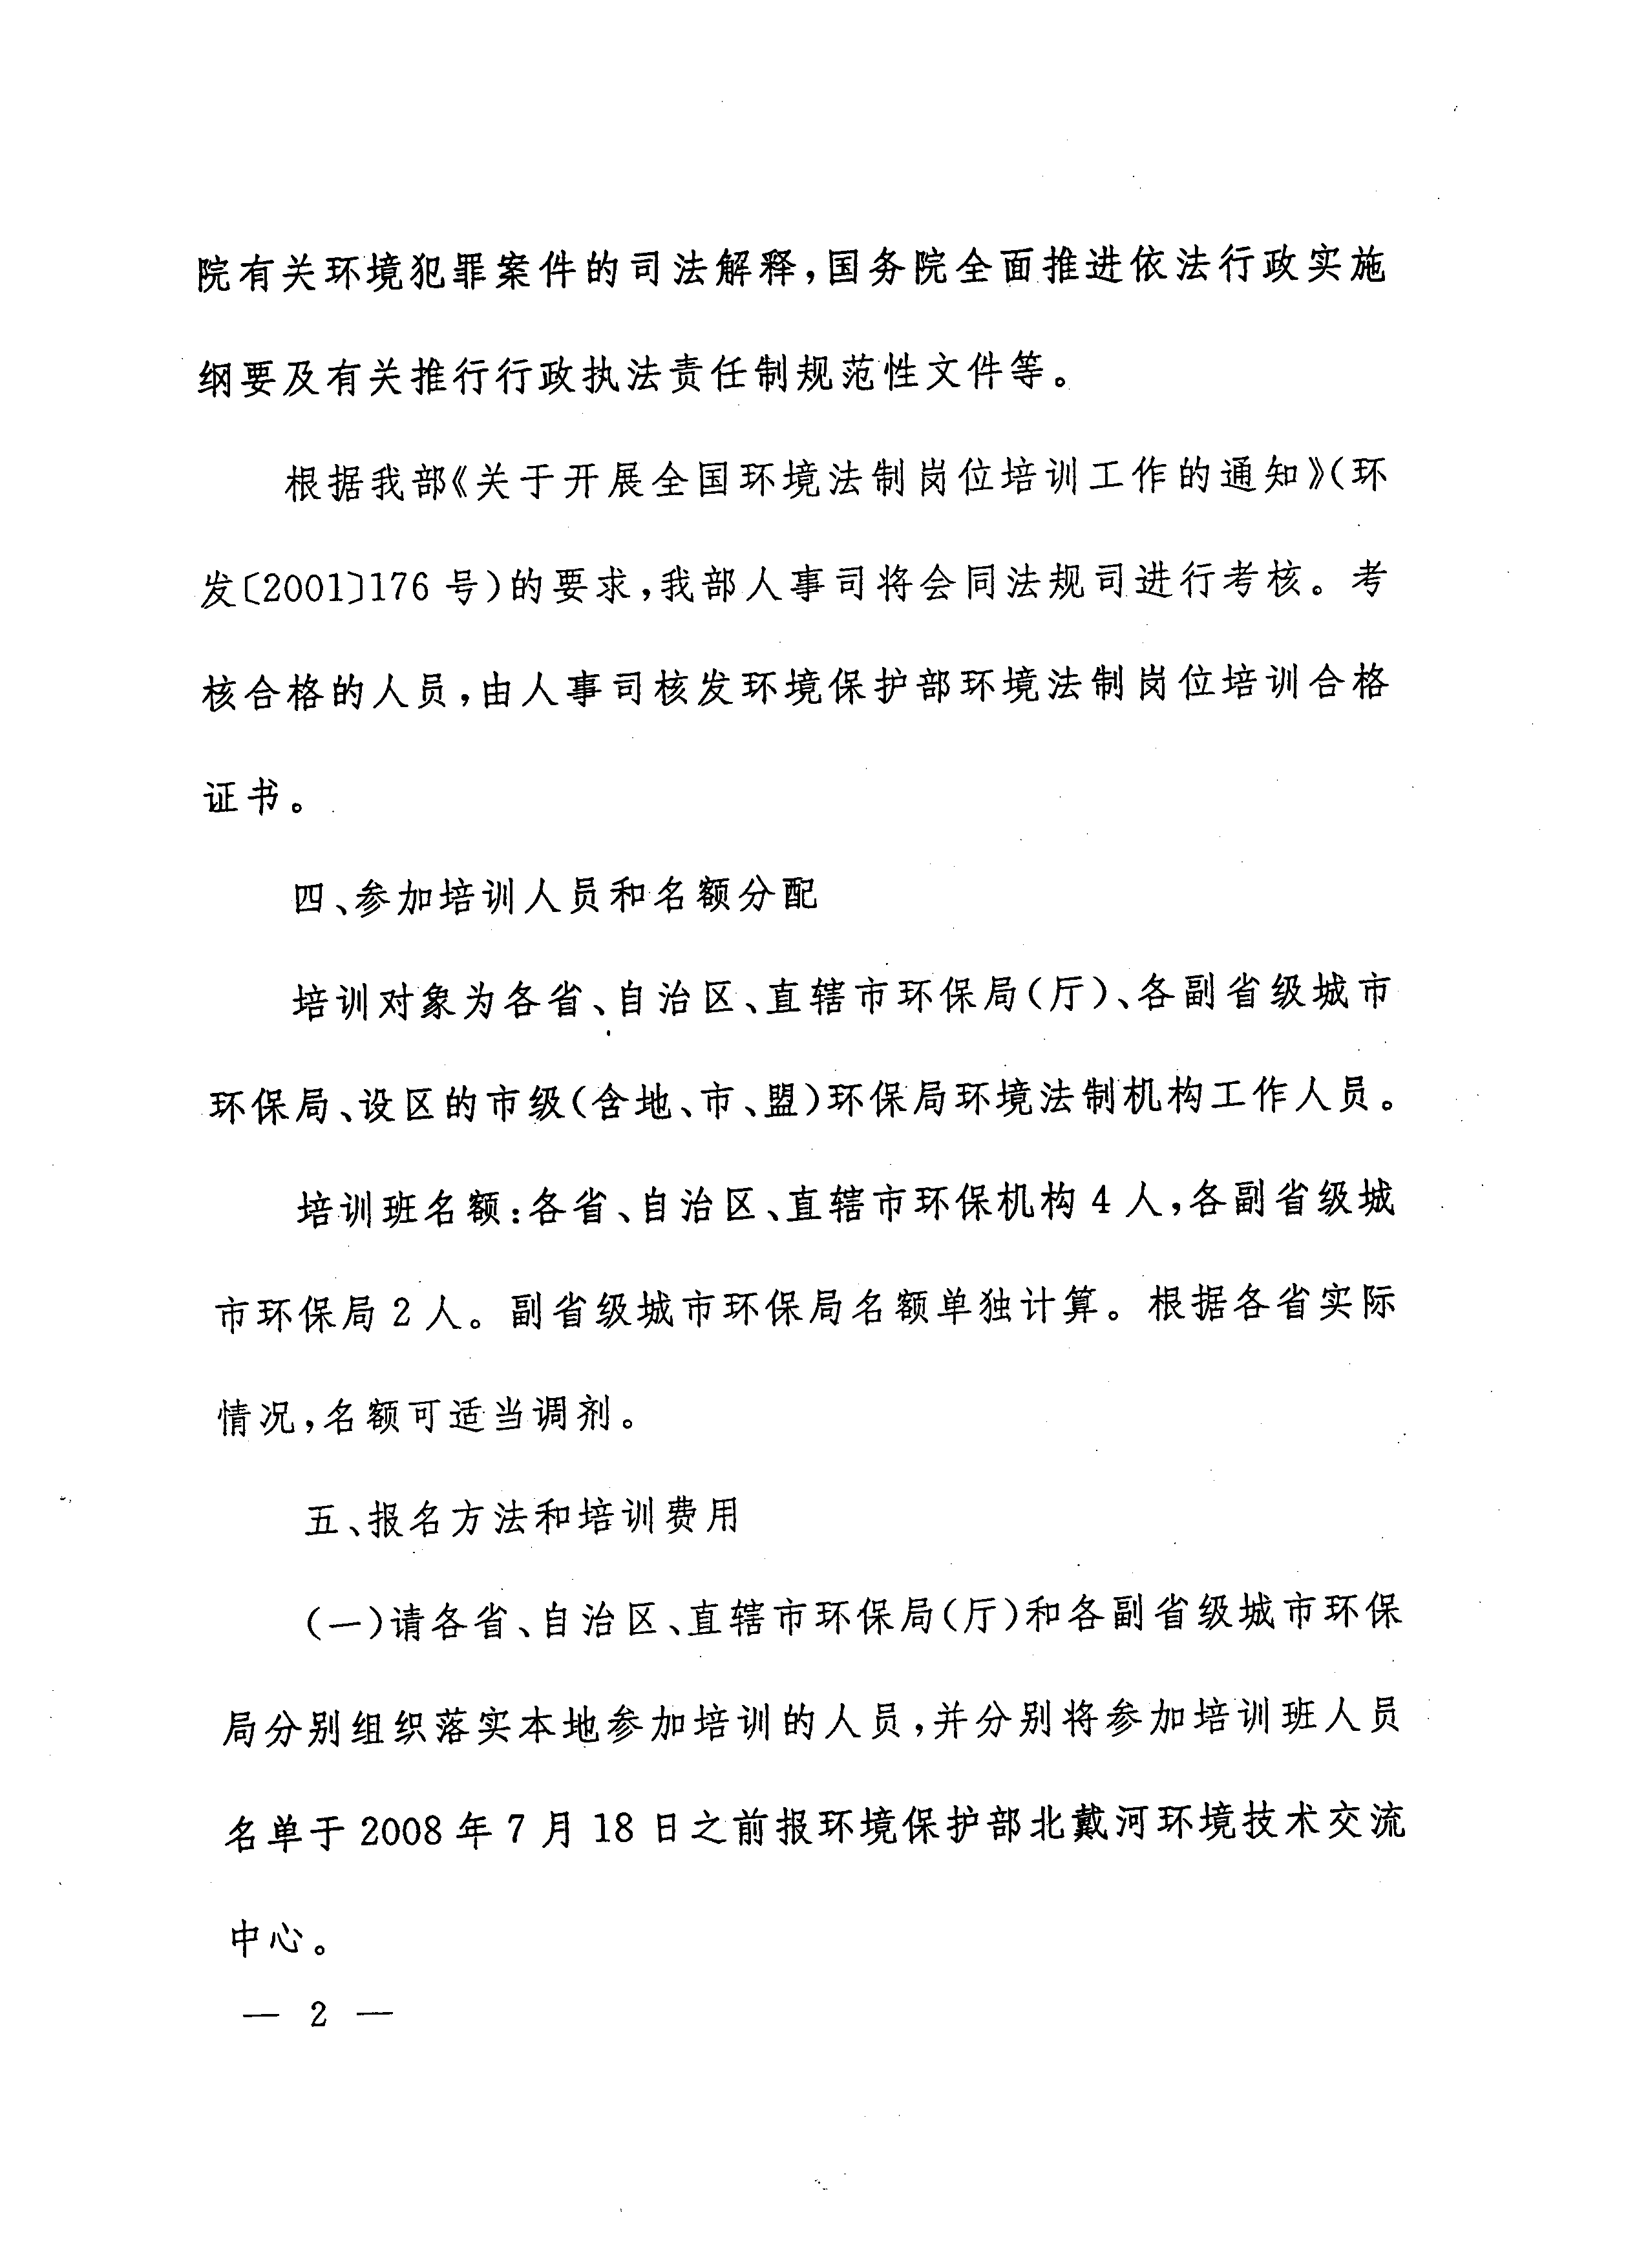 院有关环境犯罪案件的司法解释，国务院全面推进依法行政实施
纲要及有关推行行政执法责任制规范性文件等。
根据我部《关于开展全国环境法制岗位培训工作的通知》（环
发〔2001〕176号）的要求，我部人事司将会同法规司进行考核。考
核合格的人员，由人事司核发环境保护部环境法制岗位培训合格
证书。
四、参加培训人员和名额分配
培训对象为各省、自治区、直辖市环保局（厅）、各副省级城市
环保局、设区的市级（含地、市、盟）环保局环境法制机构工作人员。
培训班名额：各省、自治区、直辖市环保机构4人，各副省级城
市环保局2人。副省级城市环保局名额单独计算。根据各省实际
情况，名额可适当调剂。
五、报名方法和培训费用
（一）请各省、自治区、直辖市环保局（厅）和各副省级城市环保
局分别组织落实本地参加培训的人员，并分别将参加培训班人员
名单于2008年7月18日之前报环境保护部北戴河环境技术交流
中心。
— 2 —